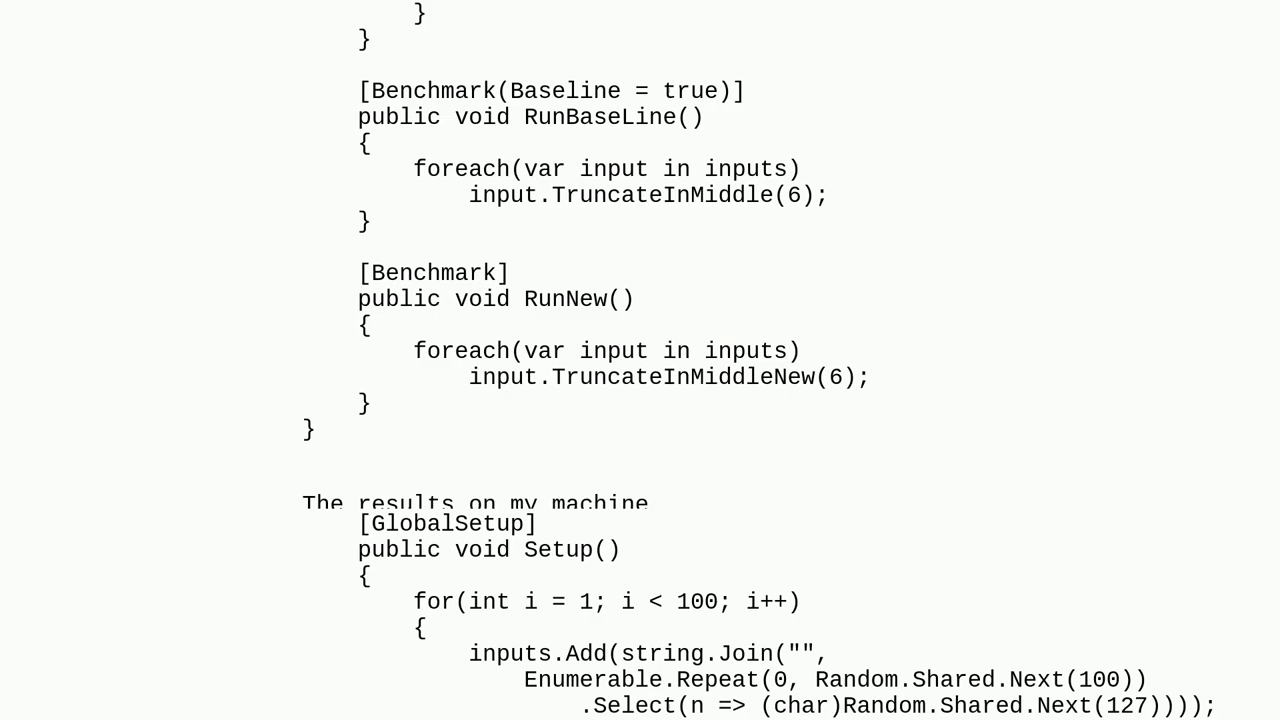 }
}
[Benchmark(Baseline = true)]
public void RunBaseLine()
{
foreach(var input in inputs)
input.TruncateInMiddle(6);
}
[Benchmark]
public void RunNew()
{
foreach(var input in inputs)
input.TruncateInMiddleNew(6);
}
}
The results on my machine
[GlobalSetup]
public void Setup()
{
for(int i = 1; i < 100; i++)
{
inputs.Add(string.Join("",
Enumerable.Repeat(0, Random.Shared.Next(100))
.Select(n => (char)Random.Shared.Next(127))));